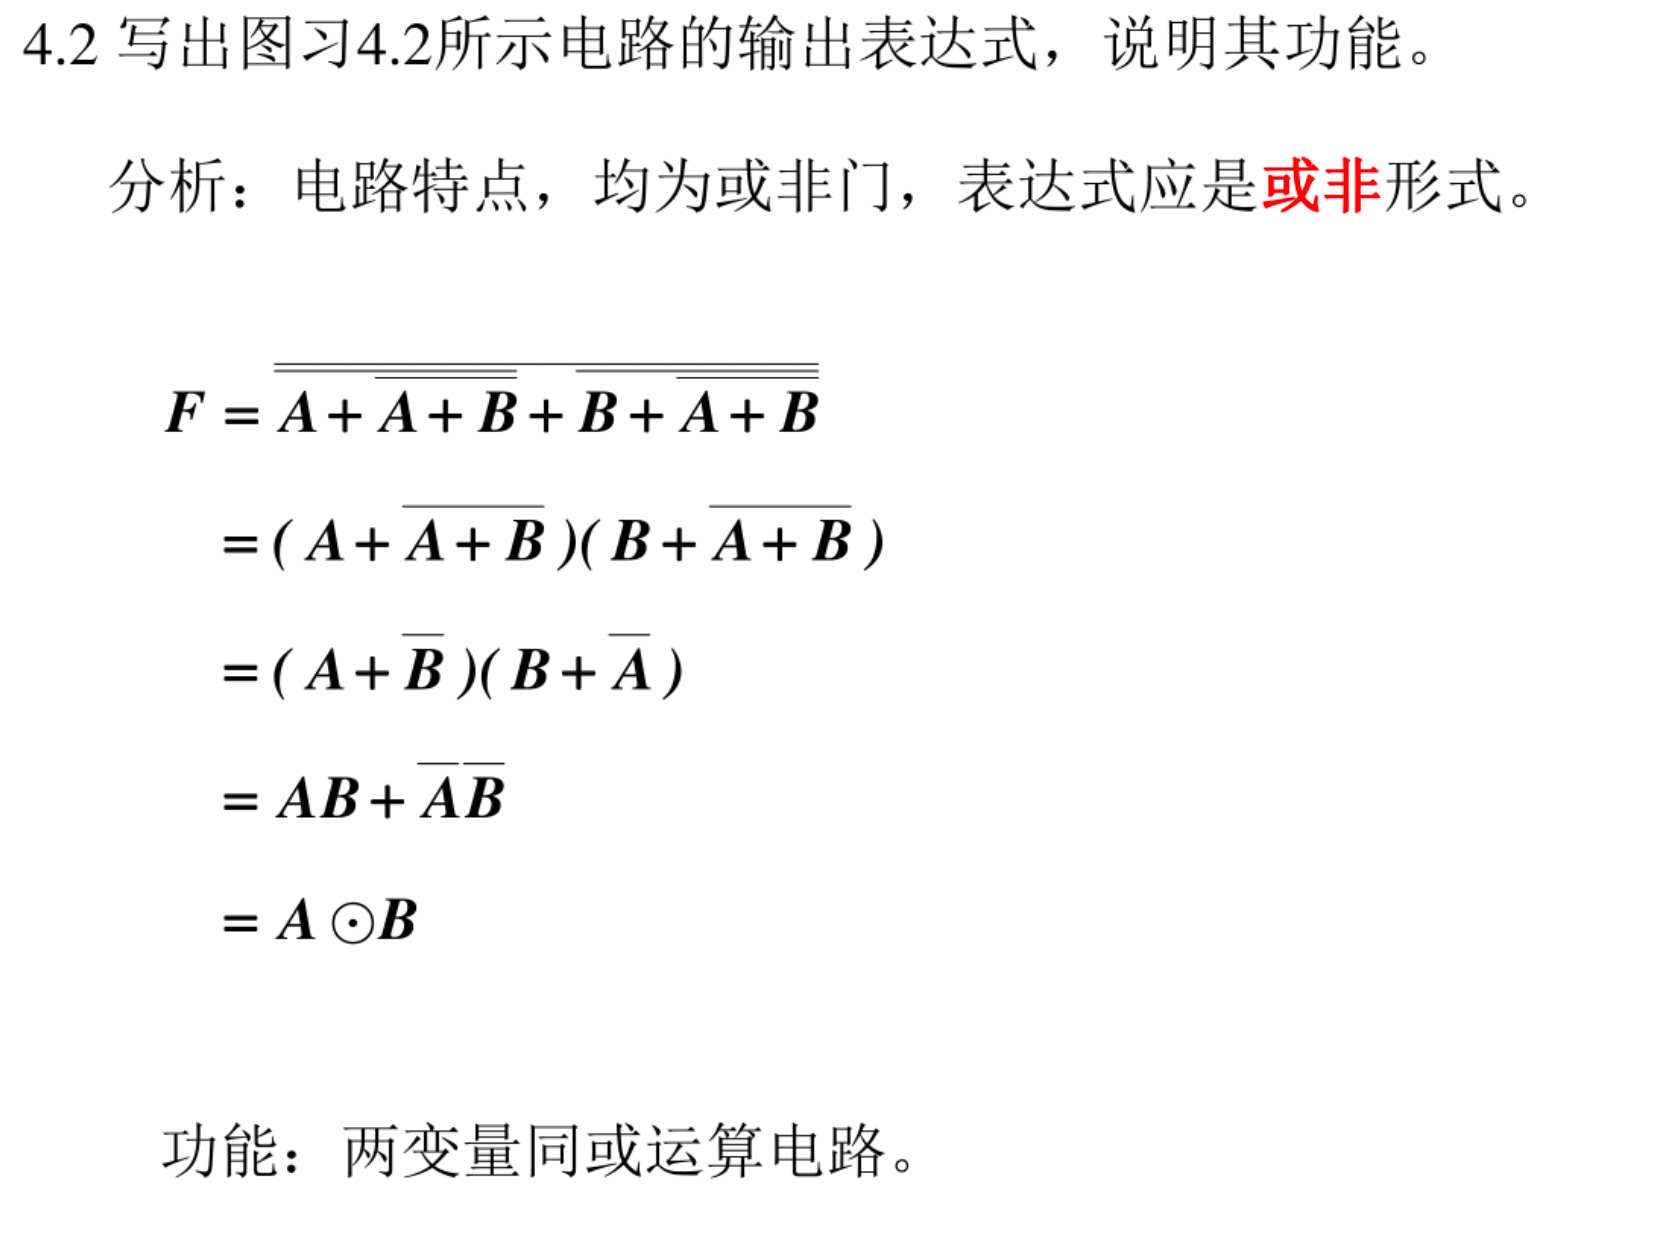 4.2 写出图习4.2所示电路的输出表达式，说明其功能。
分析：电路特点，均为或非门，表达式应是或非形式。
$F = \overline{\overline{A + \overline{A + B}} + \overline{B + \overline{A + B}}}$
$= ( A + \overline{A + B} )( B + \overline{A + B} )$
$= ( A + \overline{B} )( B + \overline{A} )$
$= AB + \overline{A}\,\overline{B}$
$= A \odot B$
功能：两变量同或运算电路。